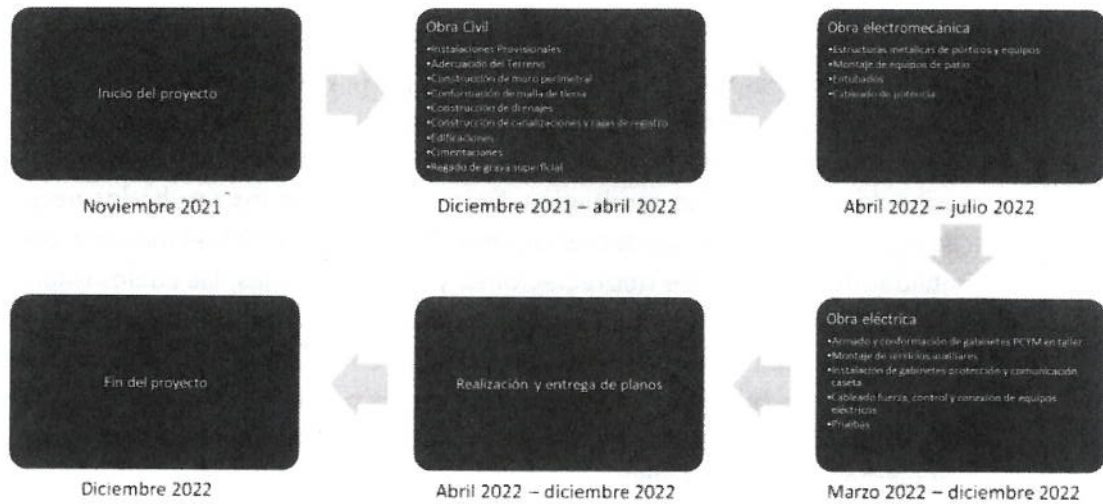 Inicio del proyecto
Noviembre 2021
Obra Civil
•Instalaciones Provisionales
•Adecuación del Terreno
•Construcción de muro perimetral
•Conformación de malla de tierra
•Construcción de drenajes
•Construcción de canalizaciones y cajas de registro
•Edificaciones
•Cimentaciones
•Regado de grava superficial
Diciembre 2021 – abril 2022
Obra electromecánica
•Estructuras metálicas de pórticos y equipos
•Montaje de equipos de patio
•Entubados
•Cableado de potencia
Abril 2022 – julio 2022
Obra eléctrica
•Armado y conformación de gabinetes PCYM en taller
•Montaje de servicios auxiliares
•Instalación de gabinetes protección y comunicación
caseta
•Cableado fuerza, control y conexión de equipos
eléctricos
•Pruebas
Marzo 2022 – diciembre 2022
Realización y entrega de planos
Abril 2022 – diciembre 2022
Fin del proyecto
Diciembre 2022